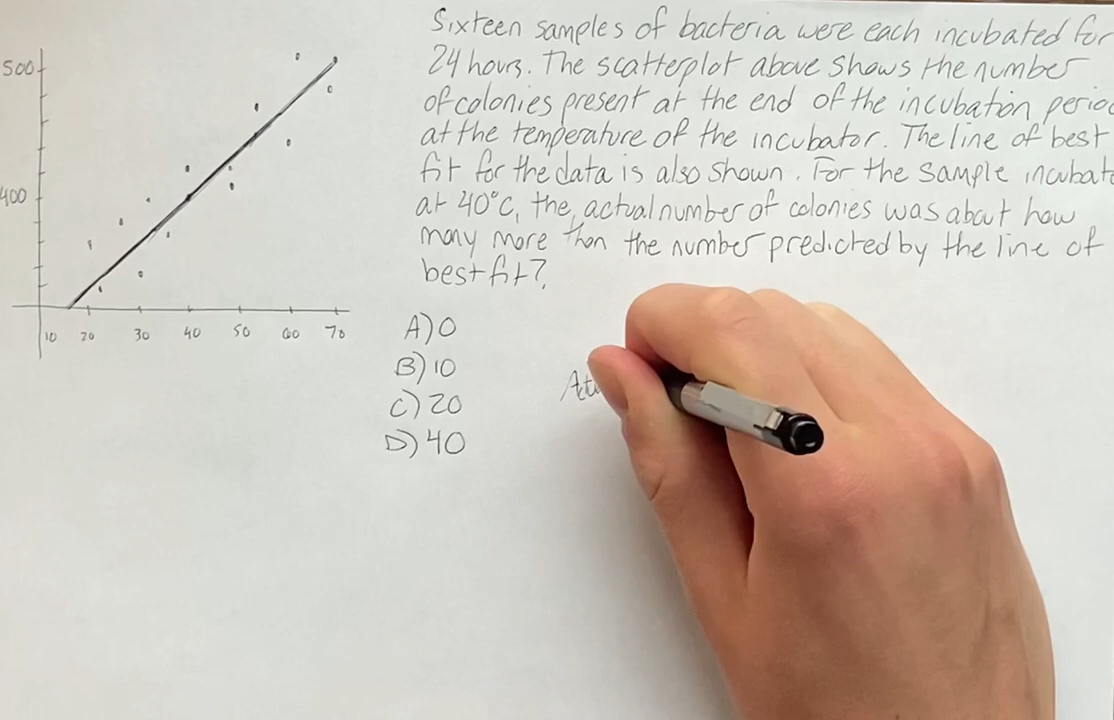 500
400
10 20 30 40 50 60 70
Sixteen samples of bacteria were each incubated for
24 hours. The scatterplot above shows the number
of colonies present at the end of the incubation
at the temperature of the incubator. The line of best
fit for the data is also shown. For the sample
at 40°C, the actual number of colonies was about how
many more than the number predicted by the line of
best fit?
A) 0
B) 10
C) 20
D) 40